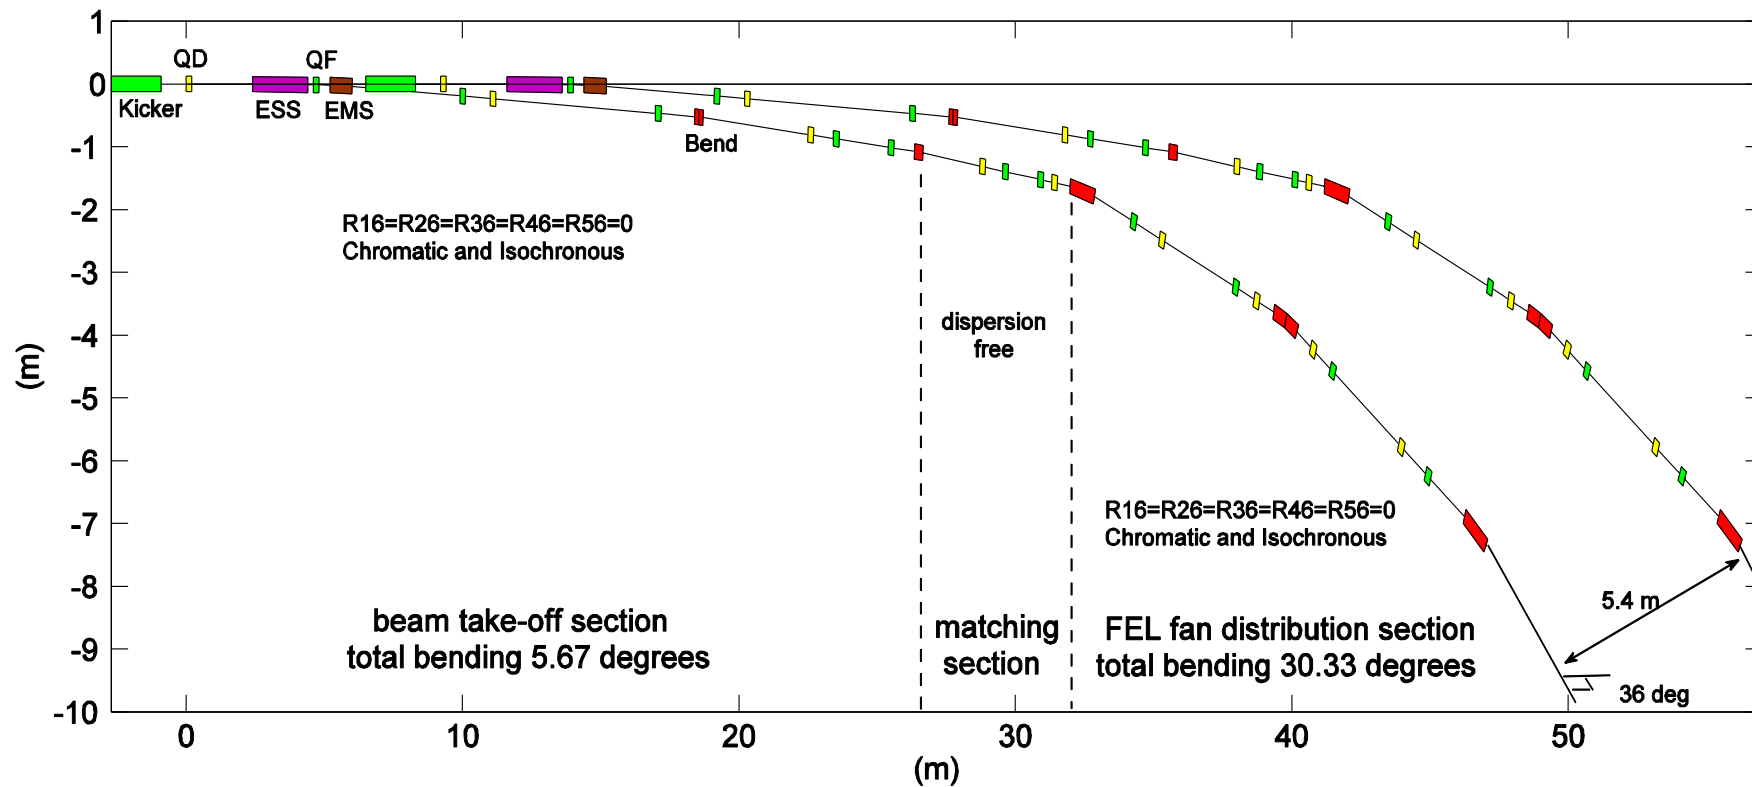 1
0
-1
-2
-3
-4
-5
-6
-7
-8
-9
-10
(m)
QD
QF
Kicker
ESS
EMS
Bend
R16=R26=R36=R46=R56=0
Chromatic and Isochronous
dispersion
free
R16=R26=R36=R46=R56=0
Chromatic and Isochronous
beam take-off section
total bending 5.67 degrees
matching
section
FEL fan distribution section
total bending 30.33 degrees
5.4 m
36 deg
0
10
20
30
40
50
(m)